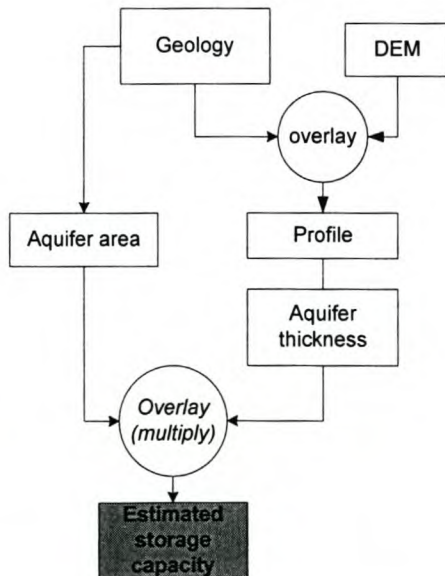 Geology
DEM
overlay
Aquifer area
Profile
Aquifer
thickness
Overlay
(multiply)
Estimated
storage
capacity